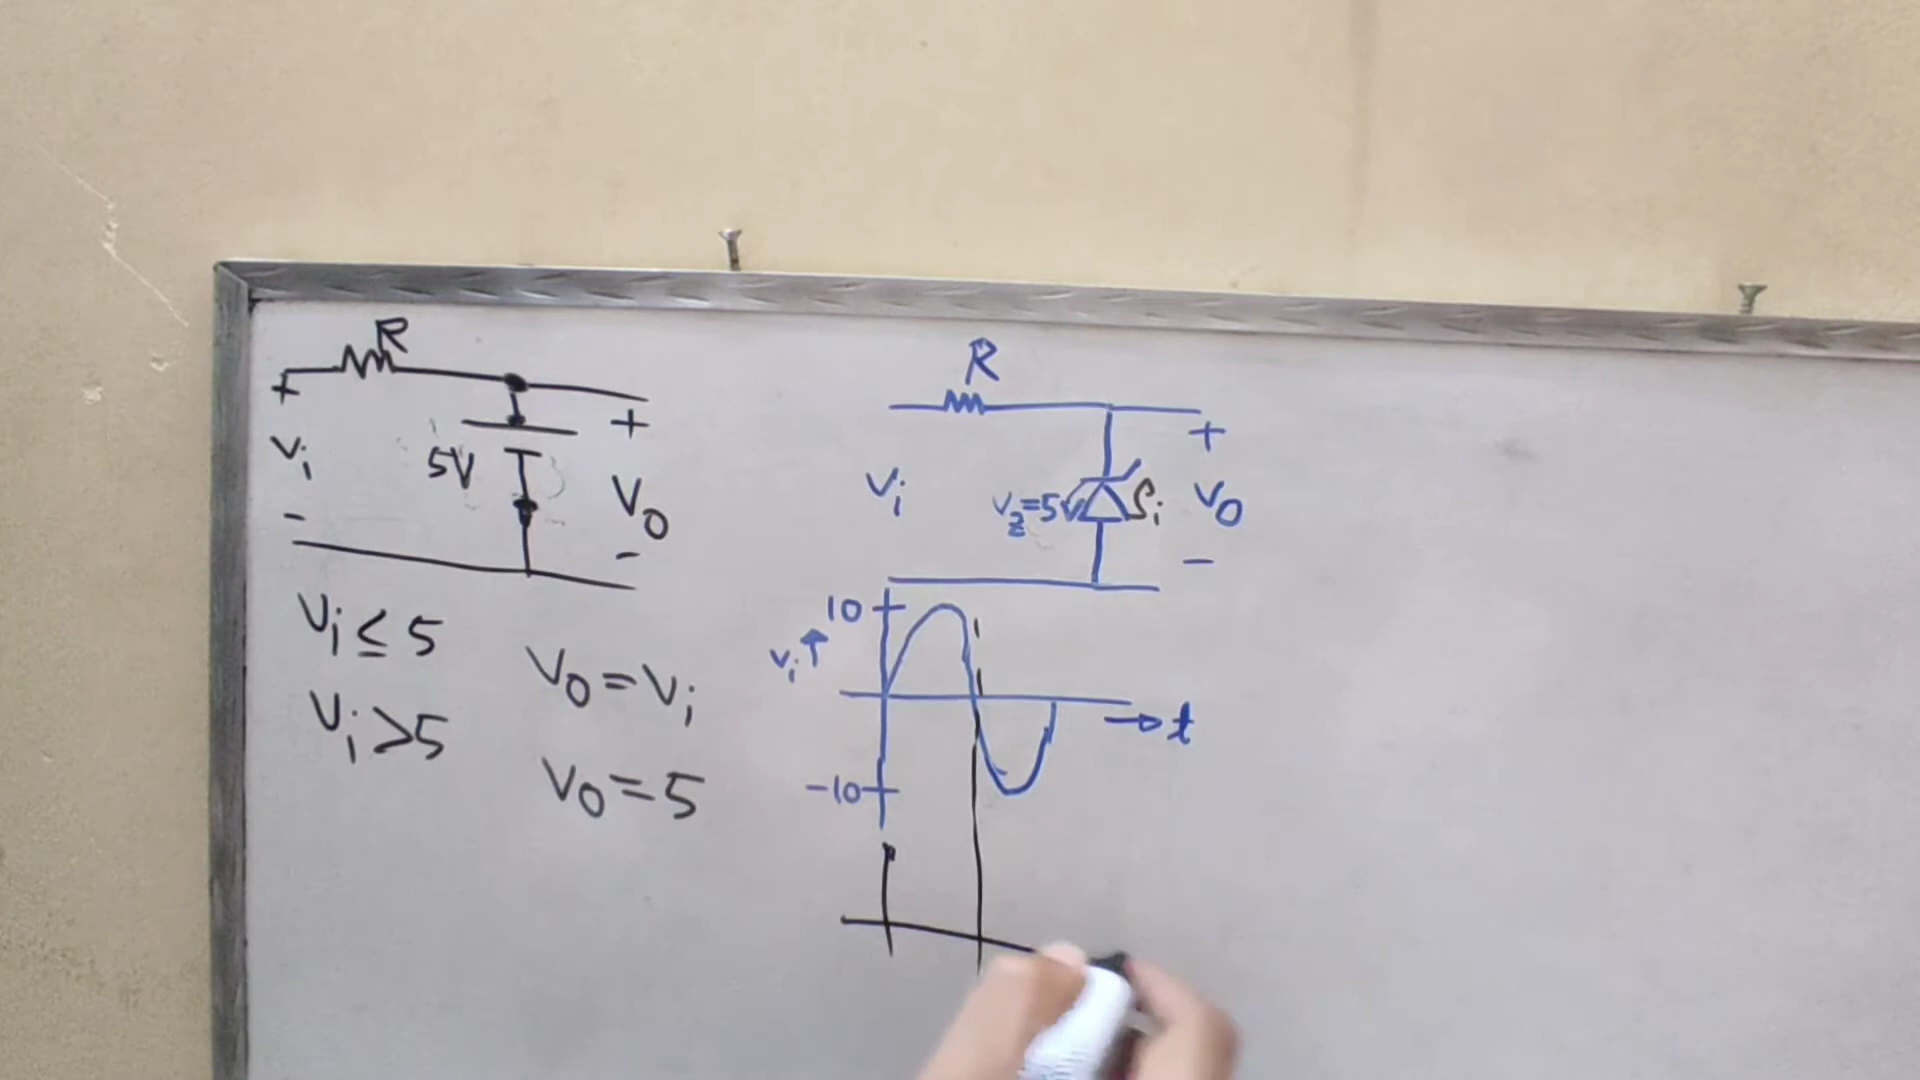 R
+ +
Vi 5V Vo
- -
Vi ≤ 5
Vo = Vi
Vi > 5
Vo = 5
R
+
Vi Vz=5V Si Vo
-
10
Vi ↑
→ t
-10